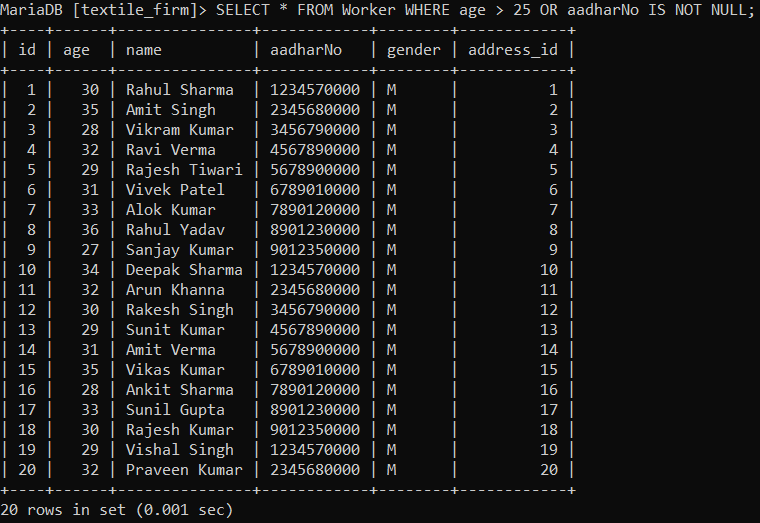 MariaDB [textile_firm]> SELECT * FROM Worker WHERE age > 25 OR aadharNo IS NOT NULL;
+----+------+---------------+------------+--------+------------+
| id | age  | name          | aadharNo   | gender | address_id |
+----+------+---------------+------------+--------+------------+
|  1 |   30 | Rahul Sharma  | 1234570000 | M      |          1 |
|  2 |   35 | Amit Singh    | 2345680000 | M      |          2 |
|  3 |   28 | Vikram Kumar  | 3456790000 | M      |          3 |
|  4 |   32 | Ravi Verma    | 4567890000 | M      |          4 |
|  5 |   29 | Rajesh Tiwari | 5678900000 | M      |          5 |
|  6 |   31 | Vivek Patel   | 6789010000 | M      |          6 |
|  7 |   33 | Alok Kumar    | 7890120000 | M      |          7 |
|  8 |   36 | Rahul Yadav   | 8901230000 | M      |          8 |
|  9 |   27 | Sanjay Kumar  | 9012350000 | M      |          9 |
| 10 |   34 | Deepak Sharma | 1234570000 | M      |         10 |
| 11 |   32 | Arun Khanna   | 2345680000 | M      |         11 |
| 12 |   30 | Rakesh Singh  | 3456790000 | M      |         12 |
| 13 |   29 | Sunit Kumar   | 4567890000 | M      |         13 |
| 14 |   31 | Amit Verma    | 5678900000 | M      |         14 |
| 15 |   35 | Vikas Kumar   | 6789010000 | M      |         15 |
| 16 |   28 | Ankit Sharma  | 7890120000 | M      |         16 |
| 17 |   33 | Sunil Gupta   | 8901230000 | M      |         17 |
| 18 |   30 | Rajesh Kumar  | 9012350000 | M      |         18 |
| 19 |   29 | Vishal Singh  | 1234570000 | M      |         19 |
| 20 |   32 | Praveen Kumar | 2345680000 | M      |         20 |
+----+------+---------------+------------+--------+------------+
20 rows in set (0.001 sec)